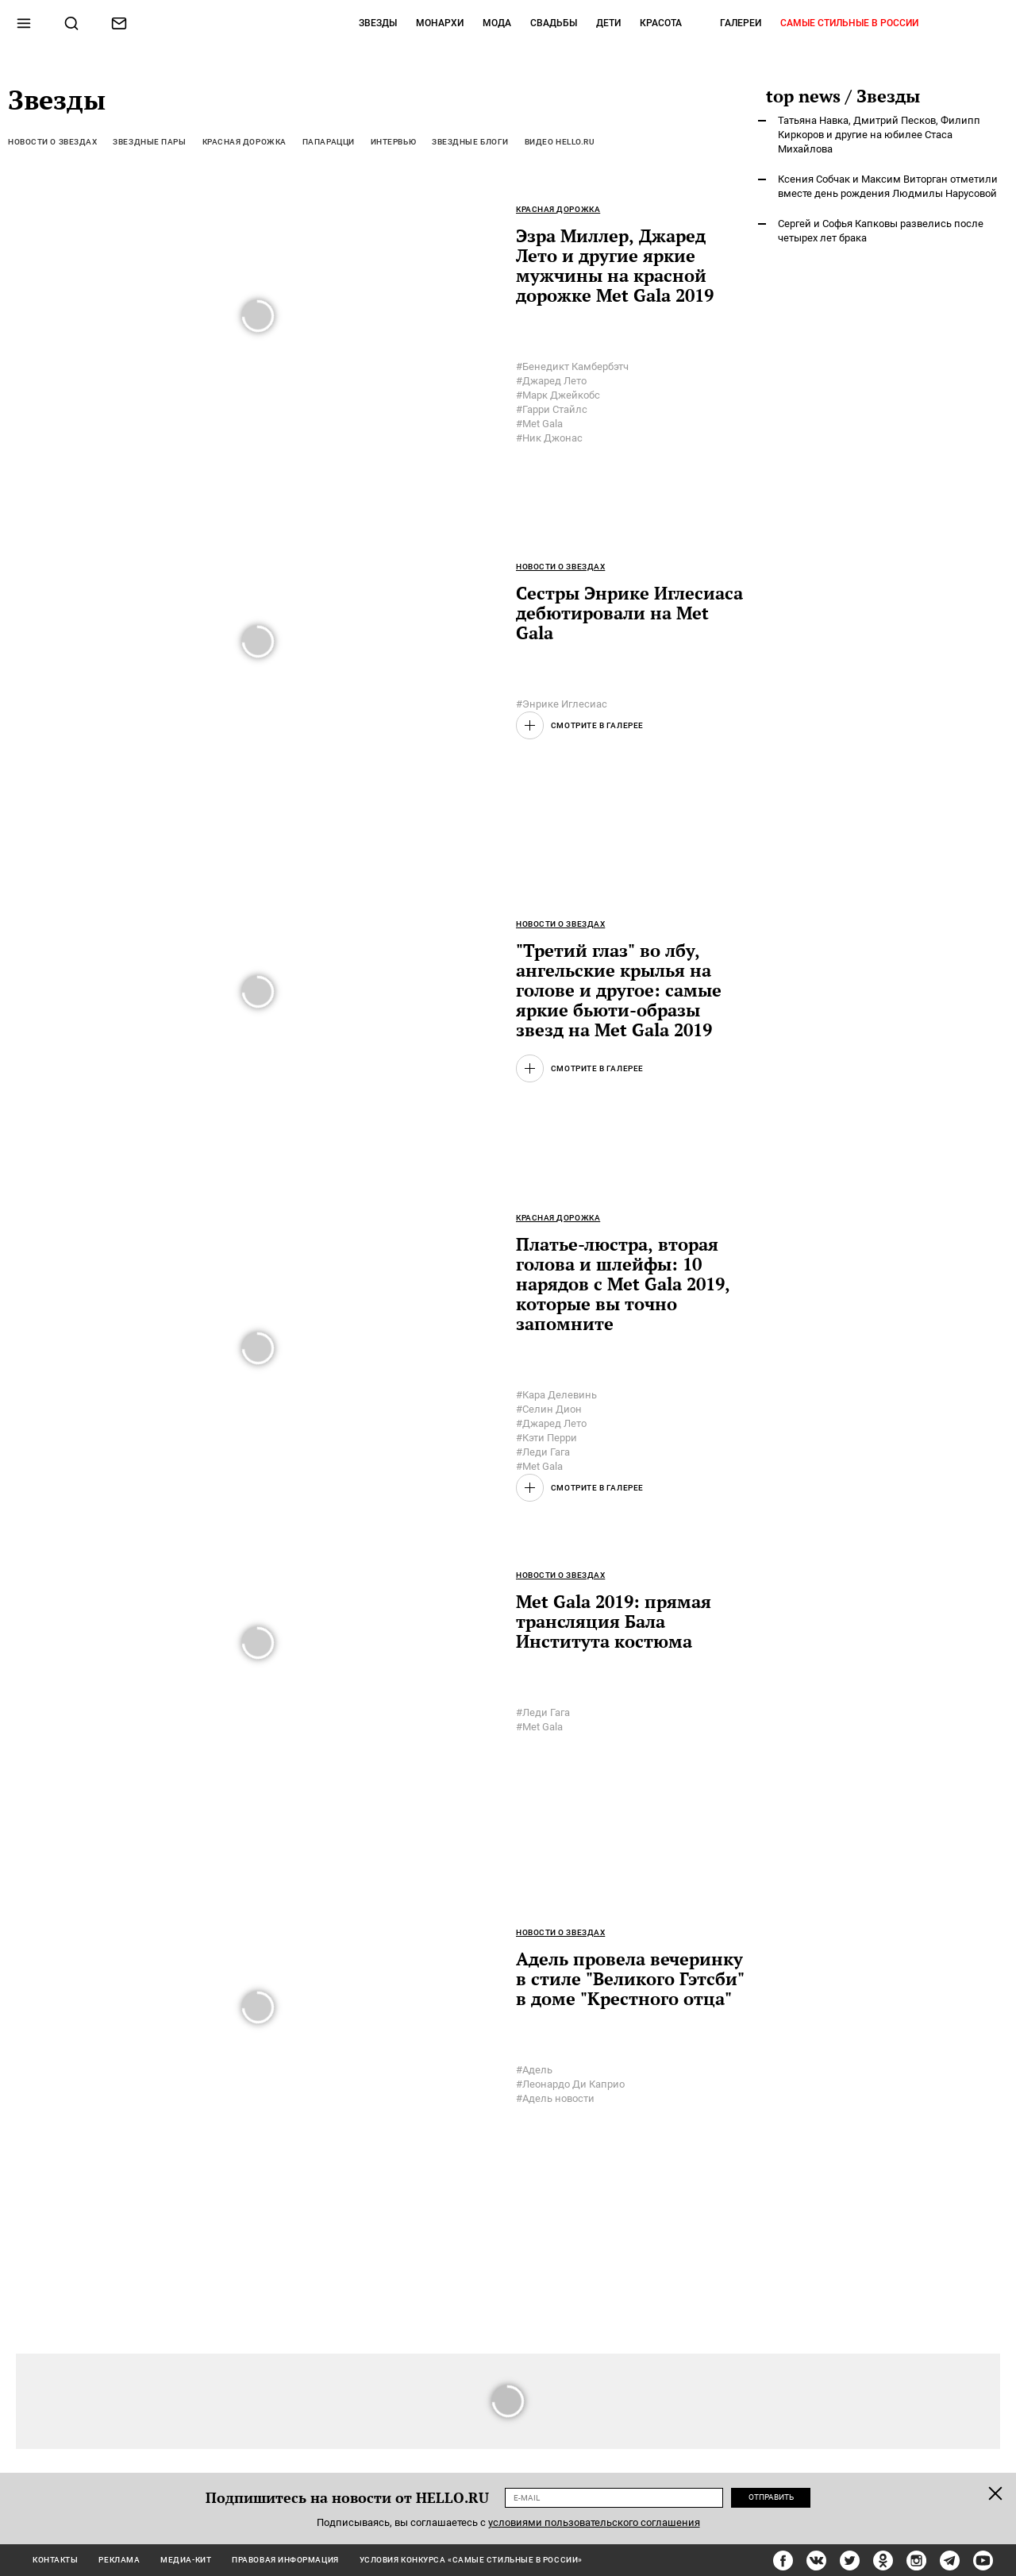 ЗВЕЗДЫ МОНАРХИ МОДА СВАДЬБЫ ДЕТИ КРАСОТА ГАЛЕРЕИ САМЫЕ СТИЛЬНЫЕ В РОССИИ
Звезды
НОВОСТИ О ЗВЕЗДАХ ЗВЕЗДНЫЕ ПАРЫ КРАСНАЯ ДОРОЖКА ПАПАРАЦЦИ ИНТЕРВЬЮ ЗВЕЗДНЫЕ БЛОГИ ВИДЕО HELLO.RU
top news / Звезды
Татьяна Навка, Дмитрий Песков, Филипп
Киркоров и другие на юбилее Стаса
Михайлова
Ксения Собчак и Максим Виторган отметили
вместе день рождения Людмилы Нарусовой
Сергей и Софья Капковы развелись после
четырех лет брака
КРАСНАЯ ДОРОЖКА
Эзра Миллер, Джаред
Лето и другие яркие
мужчины на красной
дорожке Met Gala 2019
#Бенедикт Камбербэтч
#Джаред Лето
#Марк Джейкобс
#Гарри Стайлс
#Met Gala
#Ник Джонас
НОВОСТИ О ЗВЕЗДАХ
Сестры Энрике Иглесиаса
дебютировали на Met
Gala
#Энрике Иглесиас
СМОТРИТЕ В ГАЛЕРЕЕ
НОВОСТИ О ЗВЕЗДАХ
"Третий глаз" во лбу,
ангельские крылья на
голове и другое: самые
яркие бьюти-образы
звезд на Met Gala 2019
СМОТРИТЕ В ГАЛЕРЕЕ
КРАСНАЯ ДОРОЖКА
Платье-люстра, вторая
голова и шлейфы: 10
нарядов с Met Gala 2019,
которые вы точно
запомните
#Кара Делевинь
#Селин Дион
#Джаред Лето
#Кэти Перри
#Леди Гага
#Met Gala
СМОТРИТЕ В ГАЛЕРЕЕ
НОВОСТИ О ЗВЕЗДАХ
Met Gala 2019: прямая
трансляция Бала
Института костюма
#Леди Гага
#Met Gala
НОВОСТИ О ЗВЕЗДАХ
Адель провела вечеринку
в стиле "Великого Гэтсби"
в доме "Крестного отца"
#Адель
#Леонардо Ди Каприо
#Адель новости
Подпишитесь на новости от HELLO.RU E-MAIL ОТПРАВИТЬ
Подписываясь, вы соглашаетесь с условиями пользовательского соглашения
КОНТАКТЫ РЕКЛАМА МЕДИА-КИТ ПРАВОВАЯ ИНФОРМАЦИЯ УСЛОВИЯ КОНКУРСА «САМЫЕ СТИЛЬНЫЕ В РОССИИ»